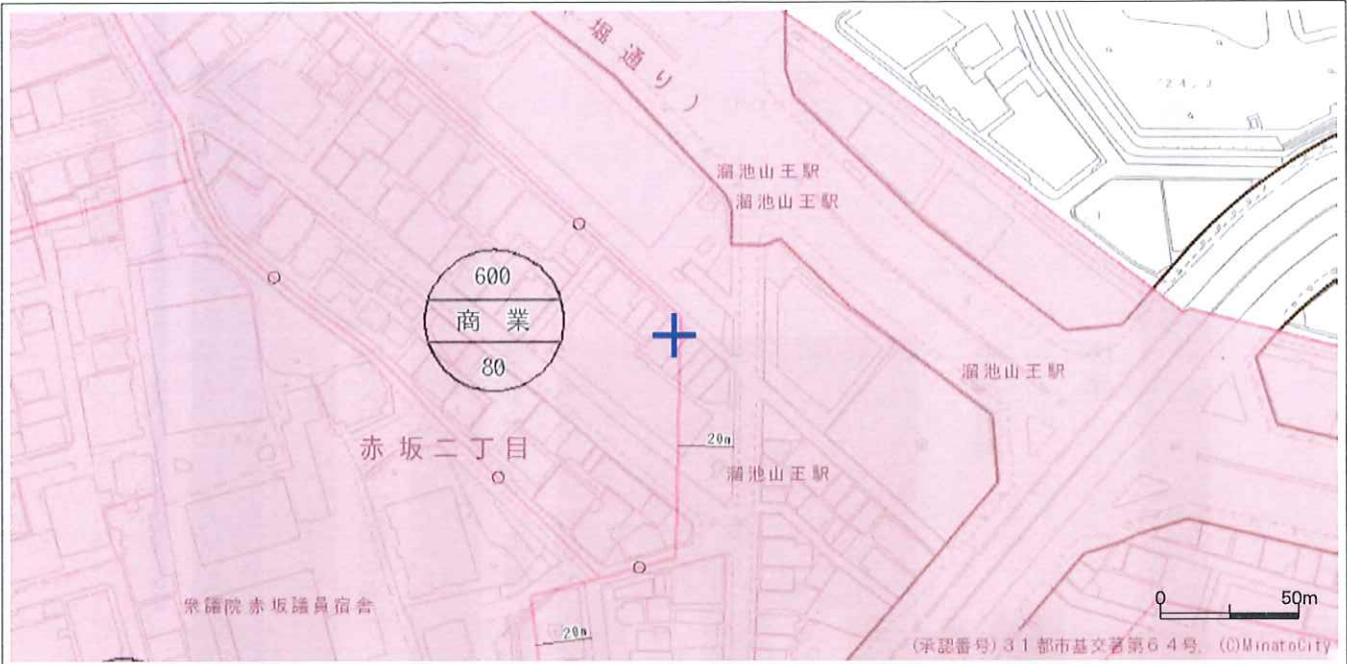 堀通り
溜池山王駅
溜池山王駅
600
商業
80
溜池山王駅
赤坂二丁目
20m
溜池山王駅
衆議院赤坂議員宿舎
20m
0 50m
(承認番号)31都市基交著第64号, (C)MinatoCity